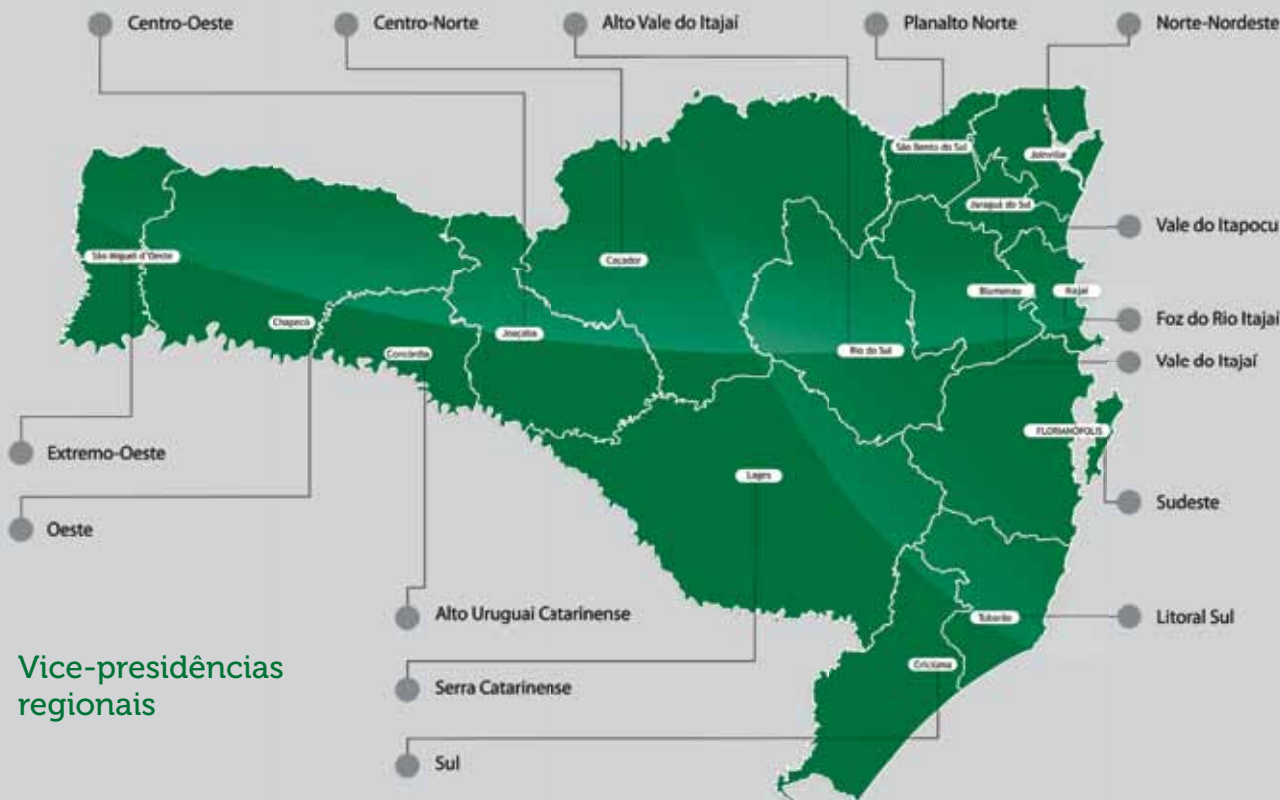 Centro-Oeste
Centro-Norte
Alto Vale do Itajaí
Planalto Norte
Norte-Nordeste
São Bento do Sul
Joinville
Jaraguá do Sul
Vale do Itapocu
São Miguel d'Oeste
Caçador
Blumenau
Itajaí
Chapecó
Joaçaba
Foz do Rio Itajaí
Concórdia
Rio do Sul
Vale do Itajaí
FLORIANÓPOLIS
Extremo-Oeste
Lages
Sudeste
Oeste
Alto Uruguai Catarinense
Tubarão
Litoral Sul
Vice-presidências
regionais
Criciúma
Serra Catarinense
Sul